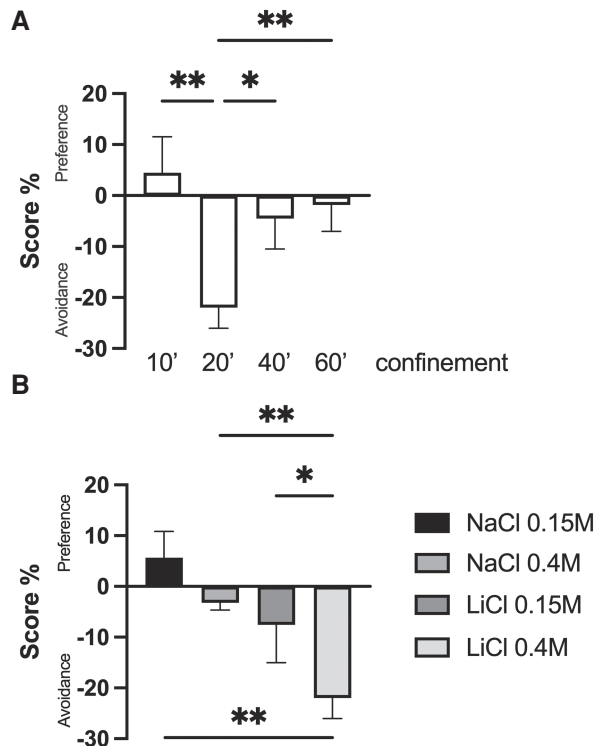 A
**
** *
20
10
0
-10
-20
-30
Score %
Preference
Avoidance
10’ 20’ 40’ 60’ confinement
B
**
*
20
10
0
-10
-20
-30
Score %
Preference
Avoidance
**
NaCl 0.15M
NaCl 0.4M
LiCl 0.15M
LiCl 0.4M